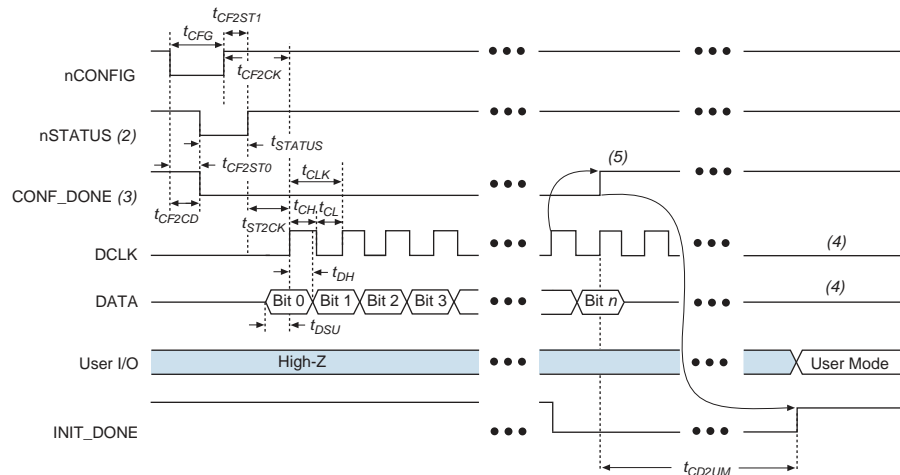 tCF2ST1
tCFG
nCONFIG
tCF2CK
nSTATUS (2)
tSTATUS
tCF2ST0
tCLK
(5)
CONF_DONE (3)
tCF2CD
tST2CK
tCH
tCL
DCLK
(4)
tDH
DATA
Bit 0
Bit 1
Bit 2
Bit 3
Bit n
(4)
tDSU
User I/O
High-Z
User Mode
INIT_DONE
tCD2UM